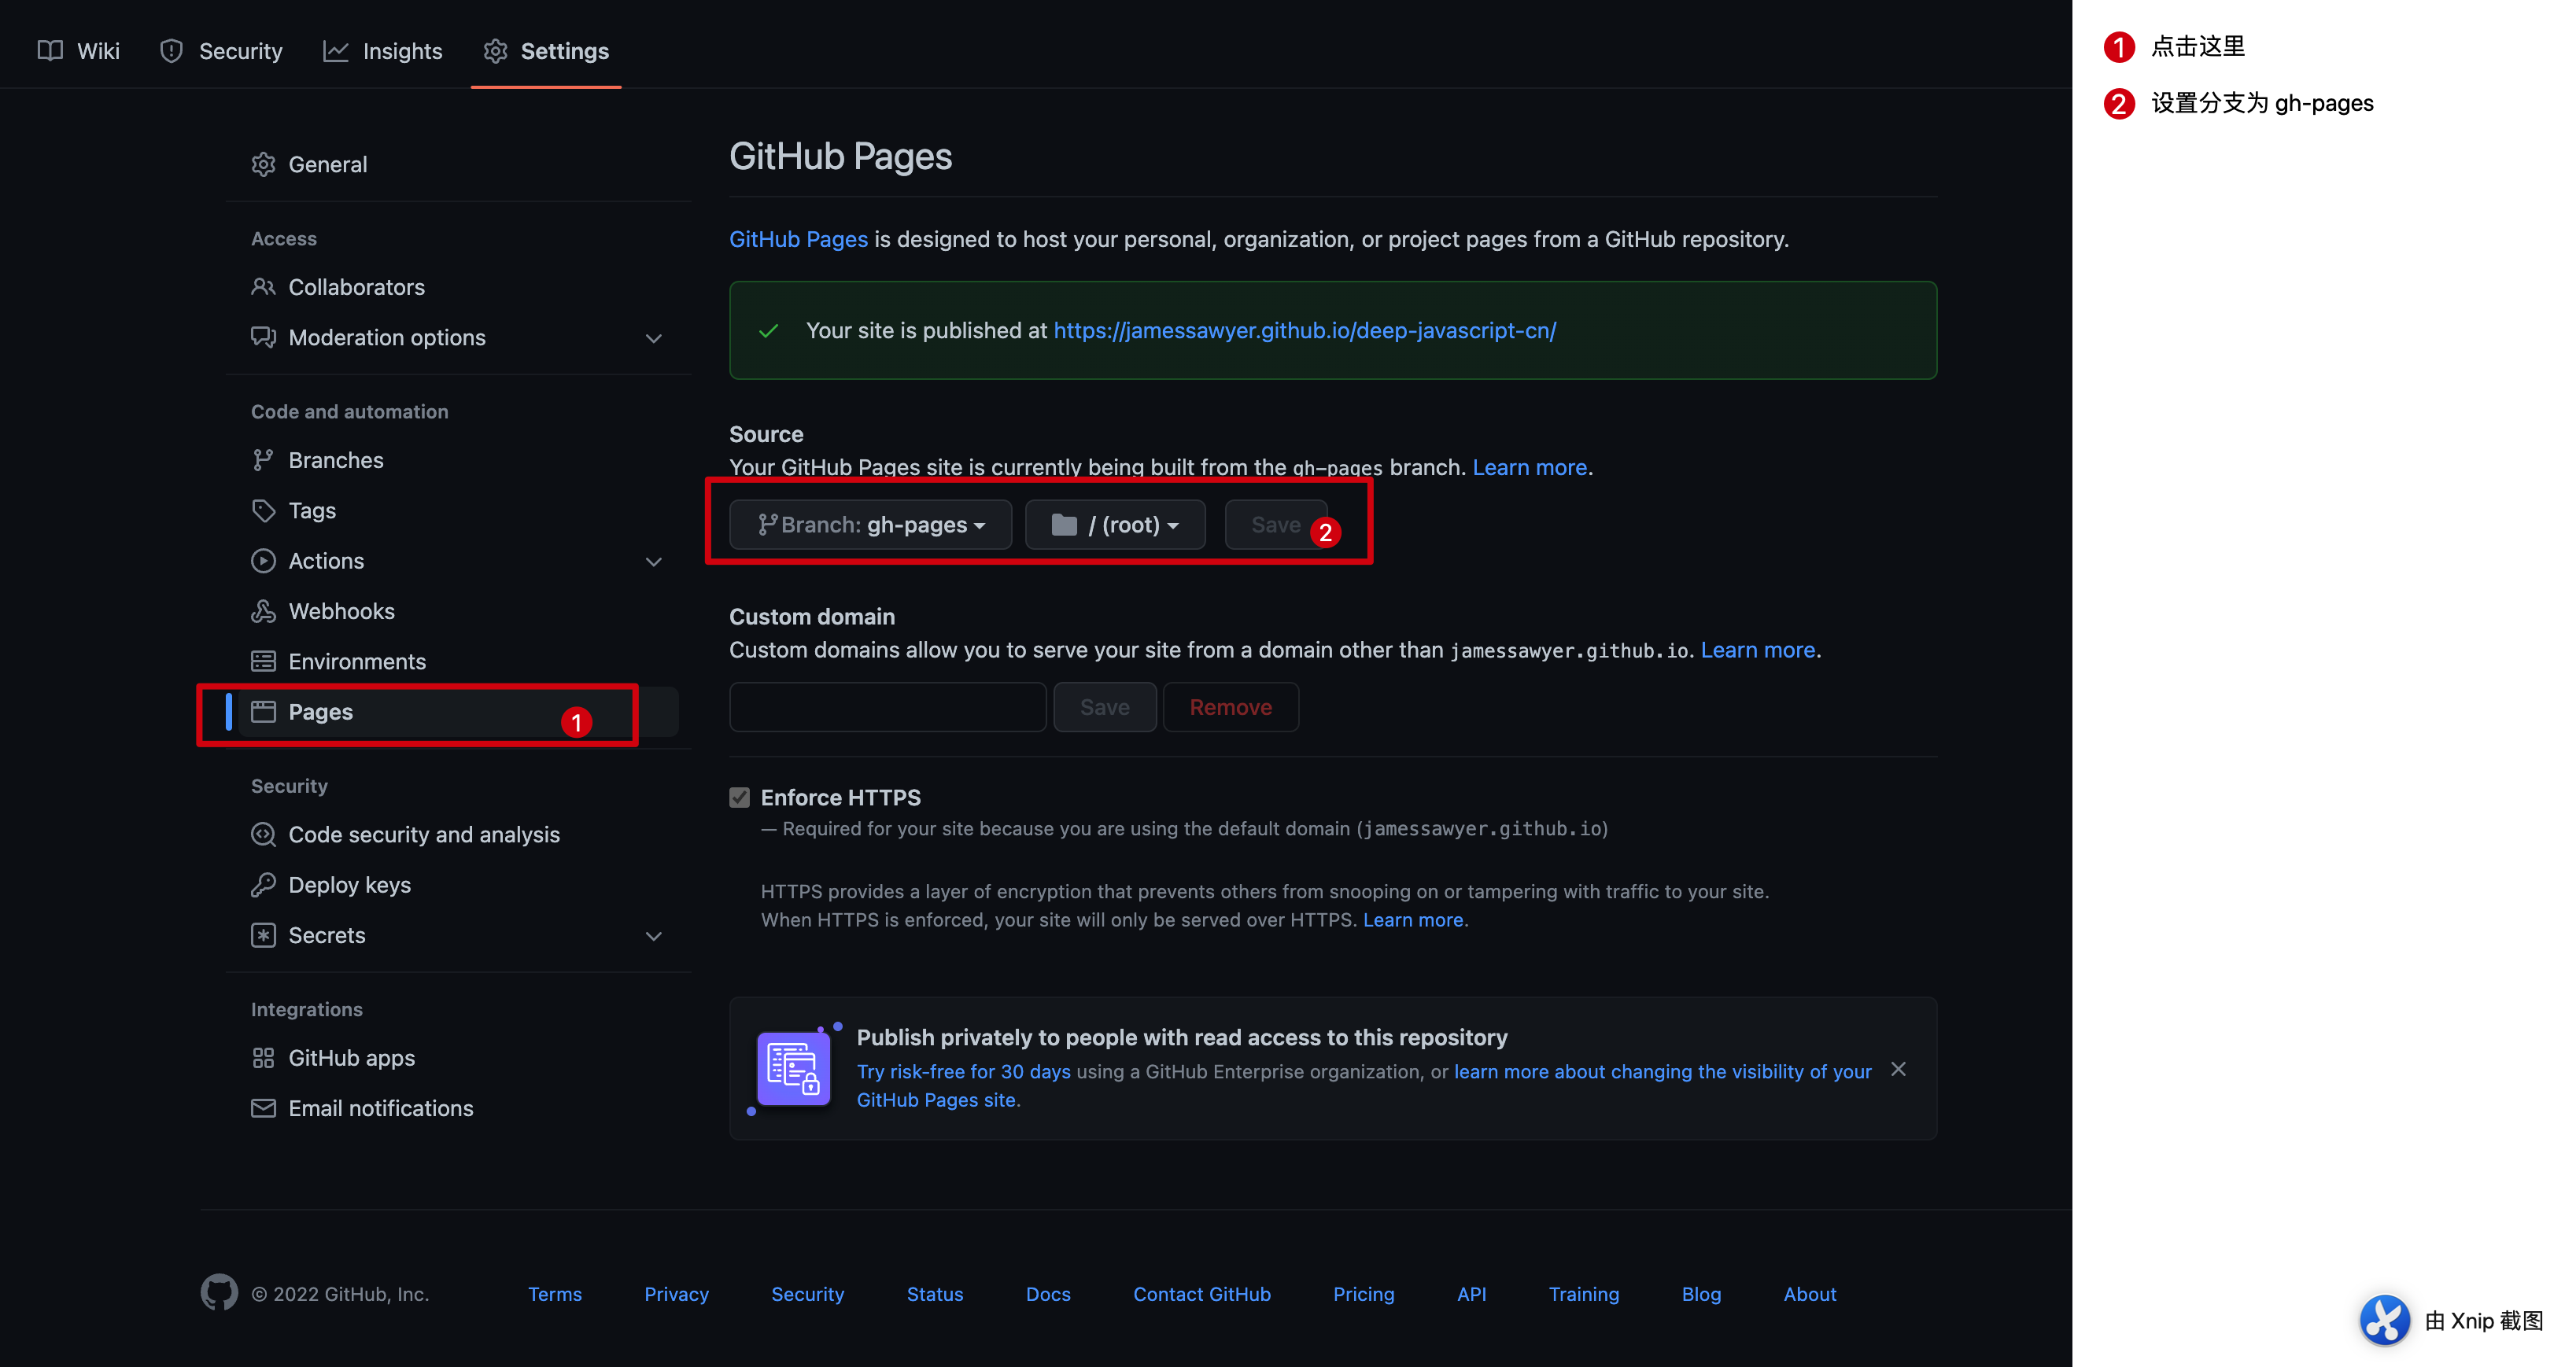 Wiki
Security
Insights
Settings
General
Access
Collaborators
Moderation options
Code and automation
Branches
Tags
Actions
Webhooks
Environments
Pages
1
Security
Code security and analysis
Deploy keys
Secrets
Integrations
GitHub apps
Email notifications
GitHub Pages
GitHub Pages is designed to host your personal, organization, or project pages from a GitHub repository.
Your site is published at https://jamessawyer.github.io/deep-javascript-cn/
Source
Your GitHub Pages site is currently being built from the gh-pages branch. Learn more.
Branch: gh-pages
/ (root)
Save
2
Custom domain
Custom domains allow you to serve your site from a domain other than jamessawyer.github.io. Learn more.
Save
Remove
Enforce HTTPS
— Required for your site because you are using the default domain (jamessawyer.github.io)
HTTPS provides a layer of encryption that prevents others from snooping on or tampering with traffic to your site.
When HTTPS is enforced, your site will only be served over HTTPS. Learn more.
Publish privately to people with read access to this repository
Try risk-free for 30 days using a GitHub Enterprise organization, or learn more about changing the visibility of your
GitHub Pages site.
© 2022 GitHub, Inc.
Terms
Privacy
Security
Status
Docs
Contact GitHub
Pricing
API
Training
Blog
About
1 点击这里
2 设置分支为 gh-pages
由 Xnip 截图